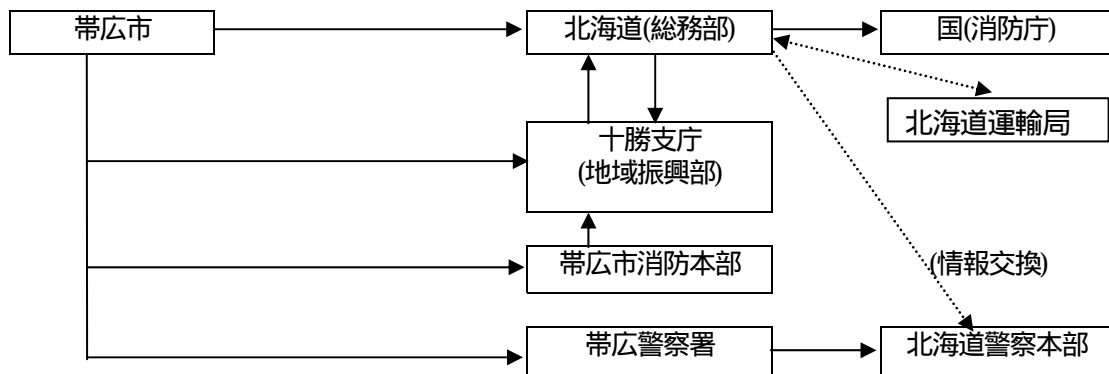 帯広市
北海道(総務部)
国(消防庁)
北海道運輸局
十勝支庁
(地域振興部)
帯広市消防本部
(情報交換)
帯広警察署
北海道警察本部